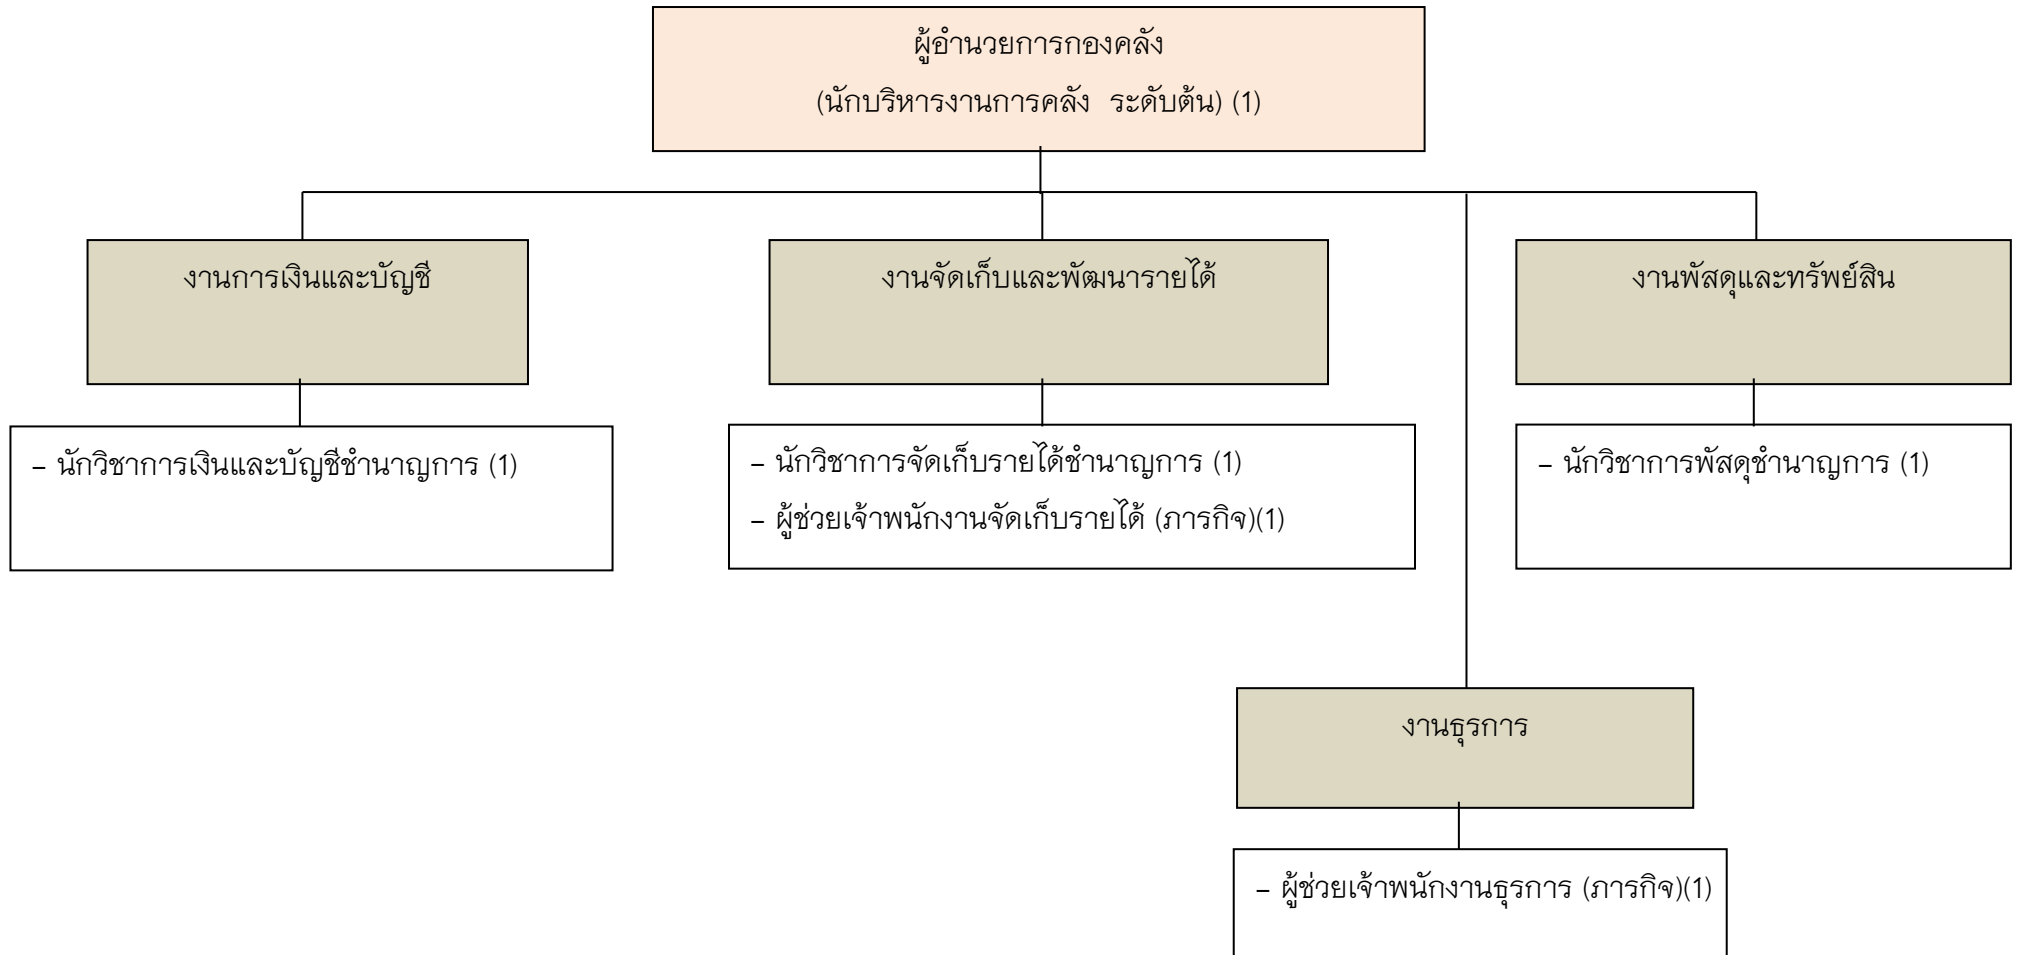 ผู้อำนวยการกองคลัง
(นักบริหารงานการคลัง ระดับต้น) (1)
งานการเงินและบัญชี
งานจัดเก็บและพัฒนารายได้
งานพัสดุและทรัพย์สิน
– นักวิชาการเงินและบัญชีชำนาญการ (1)
– นักวิชาการจัดเก็บรายได้ชำนาญการ (1)
– ผู้ช่วยเจ้าพนักงานจัดเก็บรายได้ (ภารกิจ)(1)
– นักวิชาการพัสดุชำนาญการ (1)
งานธุรการ
– ผู้ช่วยเจ้าพนักงานธุรการ (ภารกิจ)(1)